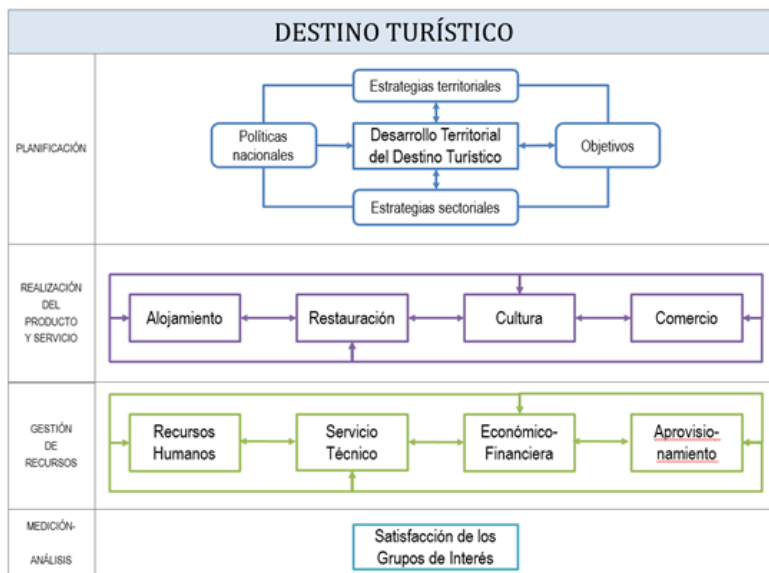 DESTINO TURÍSTICO
PLANIFICACIÓN
Estrategias territoriales
Políticas
nacionales
Desarrollo Territorial
del Destino Turístico
Objetivos
Estrategias sectoriales
REALIZACIÓN
DEL
PRODUCTO
Y SERVICIO
Alojamiento
Restauración
Cultura
Comercio
GESTIÓN
DE
RECURSOS
Recursos
Humanos
Servicio
Técnico
Económico-
Financiera
Aprovisio-
namiento
MEDICIÓN-
ANÁLISIS
Satisfacción de los
Grupos de Interés